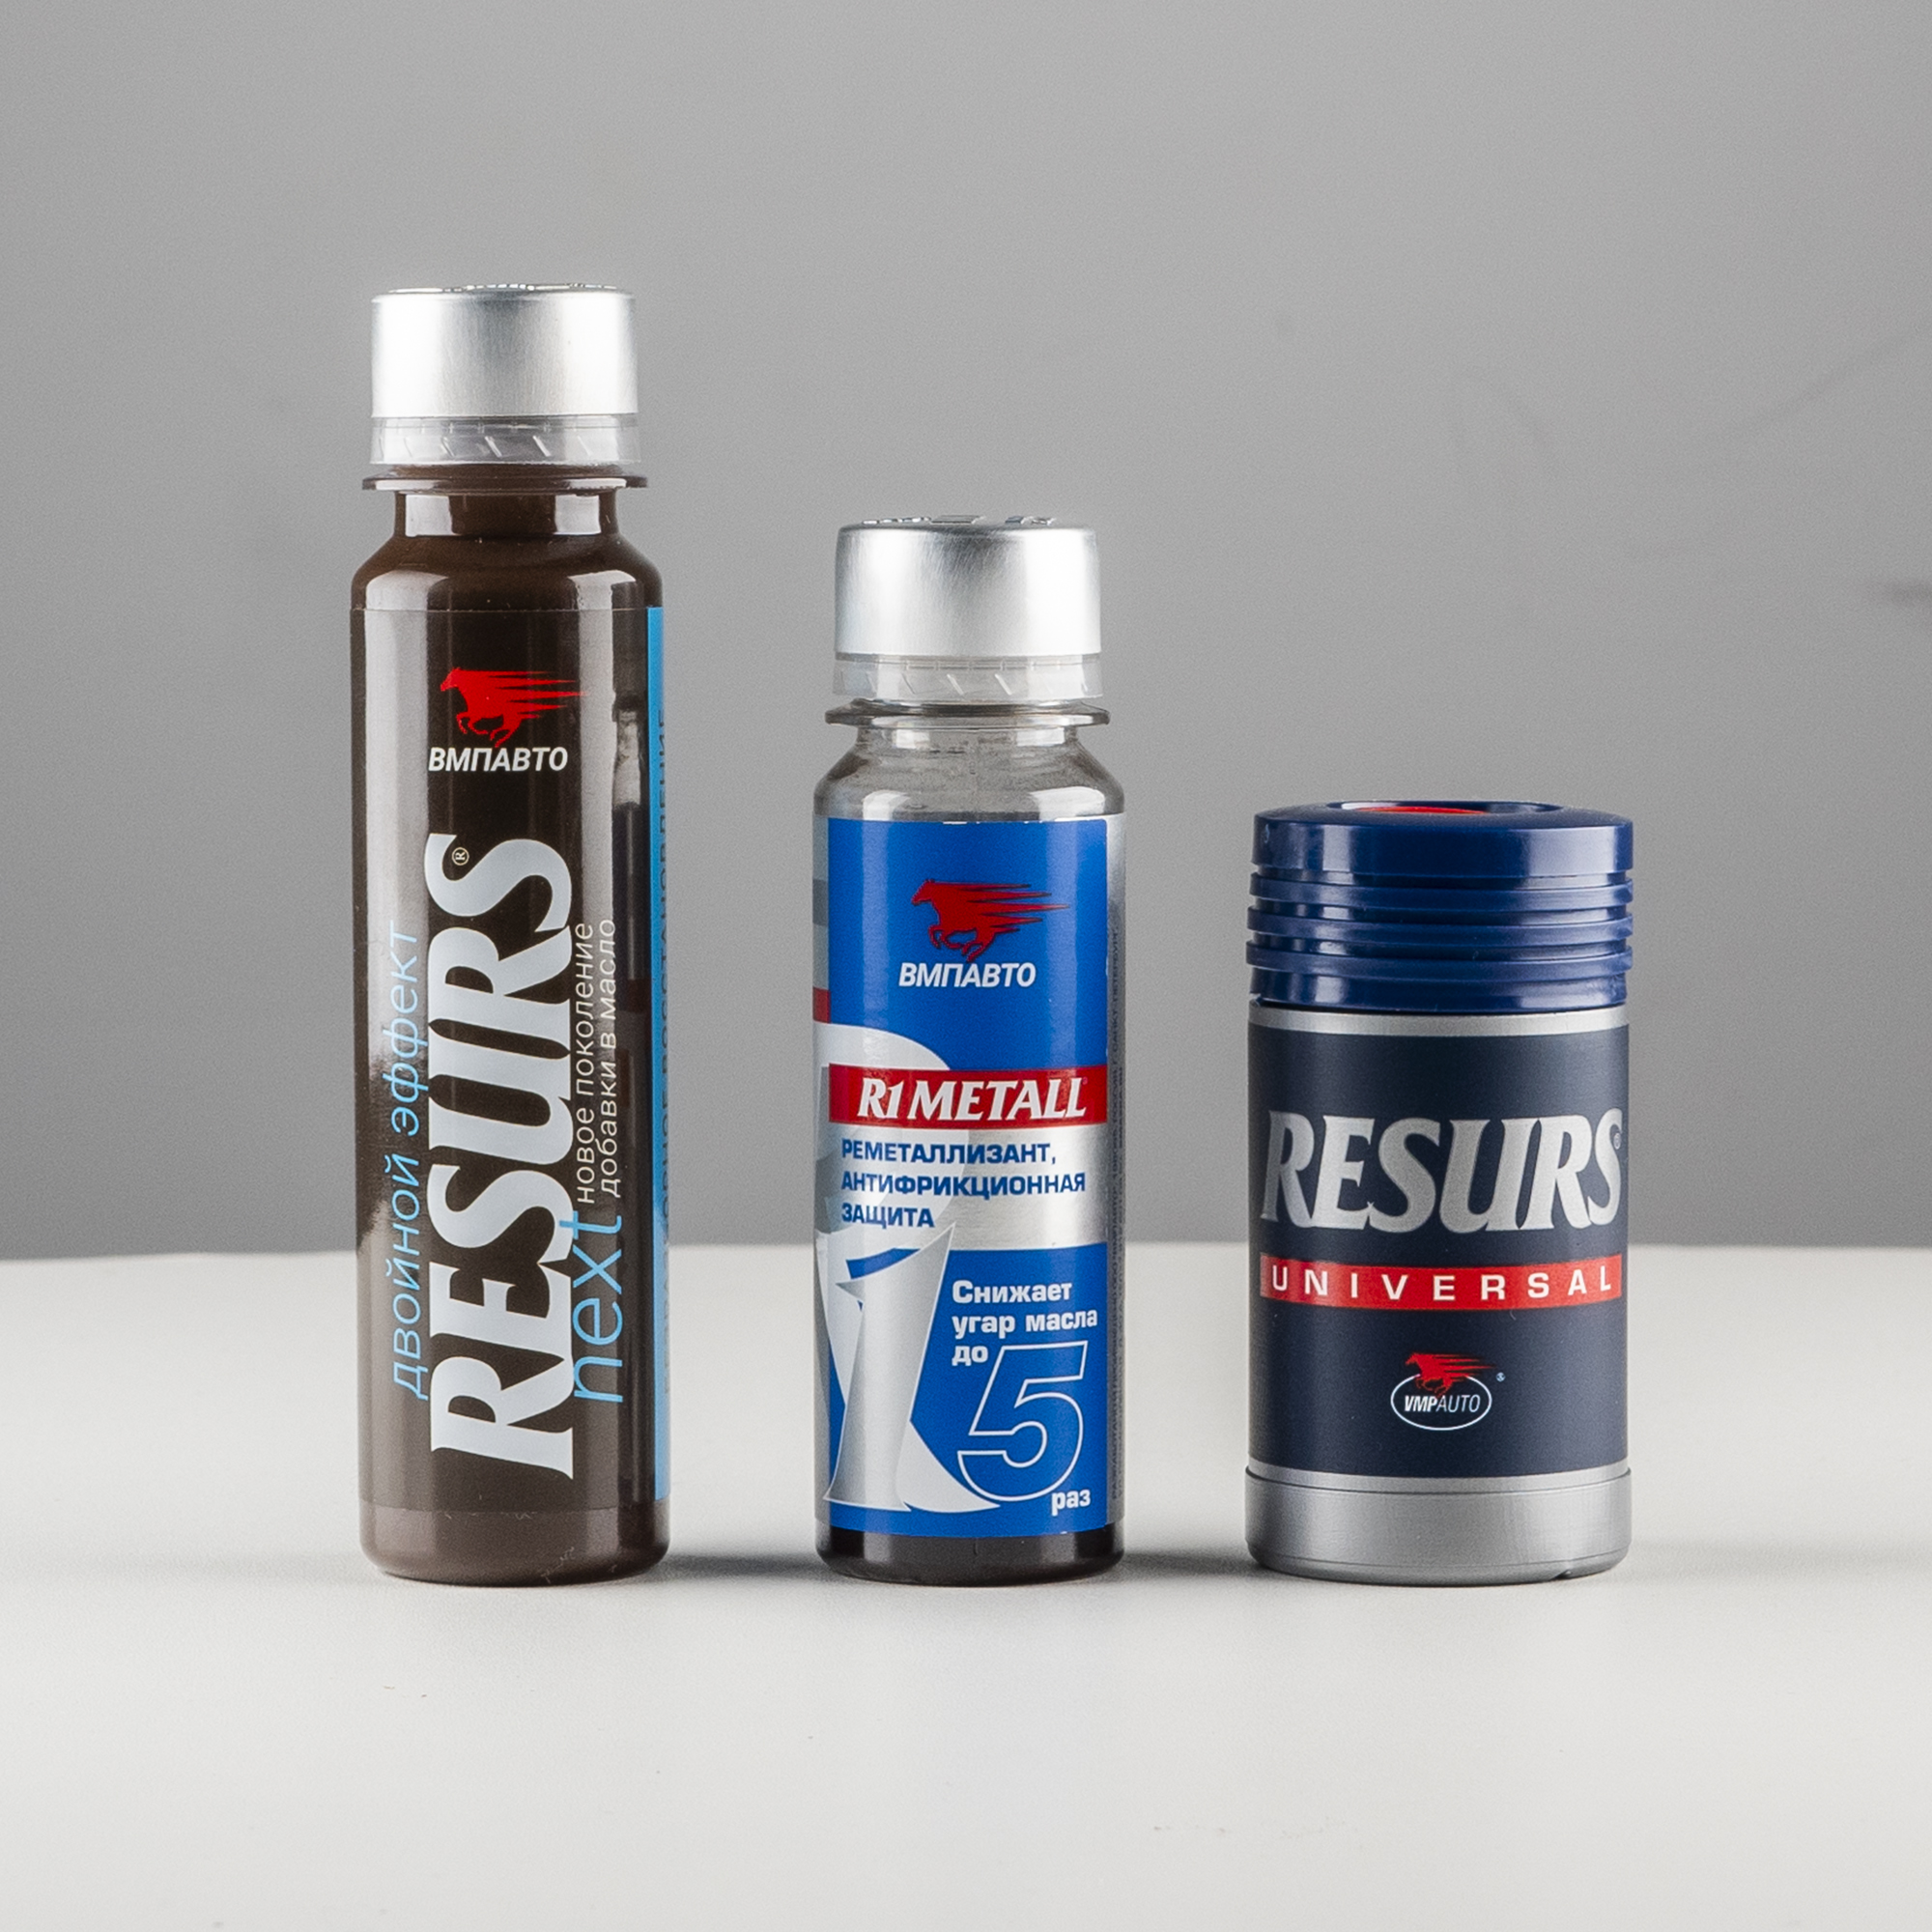 ВМПАВТО
двойной эффект
RESURS®
next новое поколение
добавки в масло
ВМПАВТО
R1 METALL
РЕМЕТАЛЛИЗАНТ,
АНТИФРИКЦИОННАЯ
ЗАЩИТА
Снижает
угар масла
до 5
раз
RESURS®
UNIVERSAL
VMPAUTO®